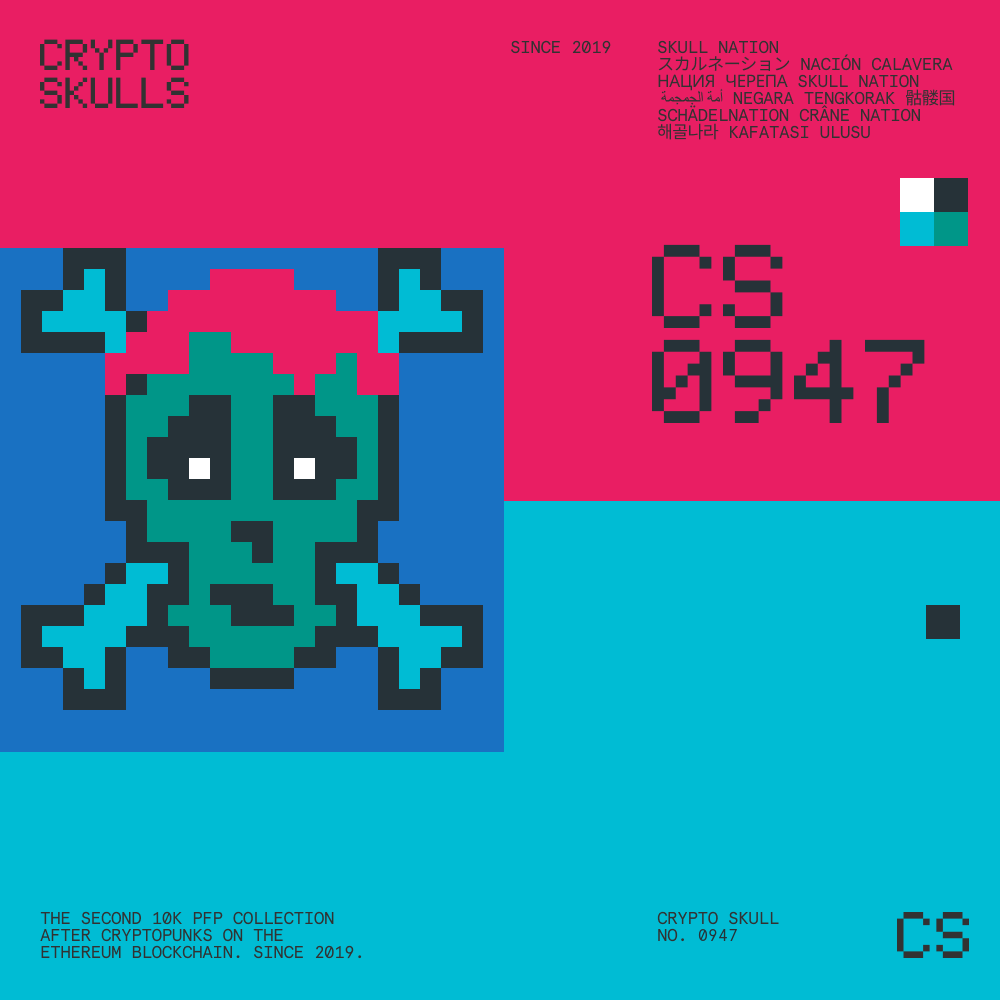 CRYPTO
SKULLS
SINCE 2019
SKULL NATION
スカルネーション NACIÓN CALAVERA
НАЦИЯ ЧЕРЕПА SKULL NATION
أمة الجمجمة NEGARA TENGKORAK 骷髅国
SCHÄDELNATION CRÂNE NATION
해골나라 KAFATASI ULUSU
CS
0947
THE SECOND 10K PFP COLLECTION
AFTER CRYPTOPUNKS ON THE
ETHEREUM BLOCKCHAIN. SINCE 2019.
CRYPTO SKULL
NO. 0947
CS